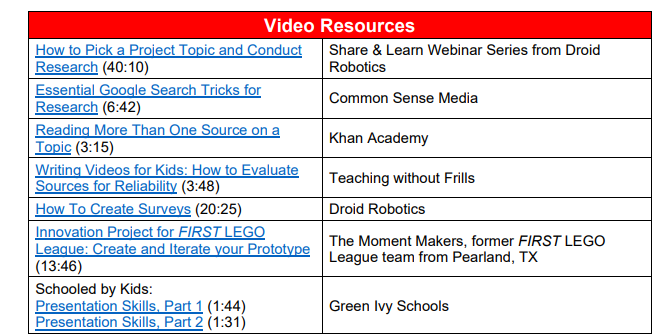 Video Resources
How to Pick a Project Topic and Conduct
Research (40:10)
Share & Learn Webinar Series from Droid
Robotics
Essential Google Search Tricks for
Research (6:42)
Common Sense Media
Reading More Than One Source on a
Topic (3:15)
Khan Academy
Writing Videos for Kids: How to Evaluate
Sources for Reliability (3:48)
Teaching without Frills
How To Create Surveys (20:25)
Droid Robotics
Innovation Project for FIRST LEGO
League: Create and Iterate your Prototype
(13:46)
The Moment Makers, former FIRST LEGO
League team from Pearland, TX
Schooled by Kids:
Presentation Skills, Part 1 (1:44)
Presentation Skills, Part 2 (1:31)
Green Ivy Schools